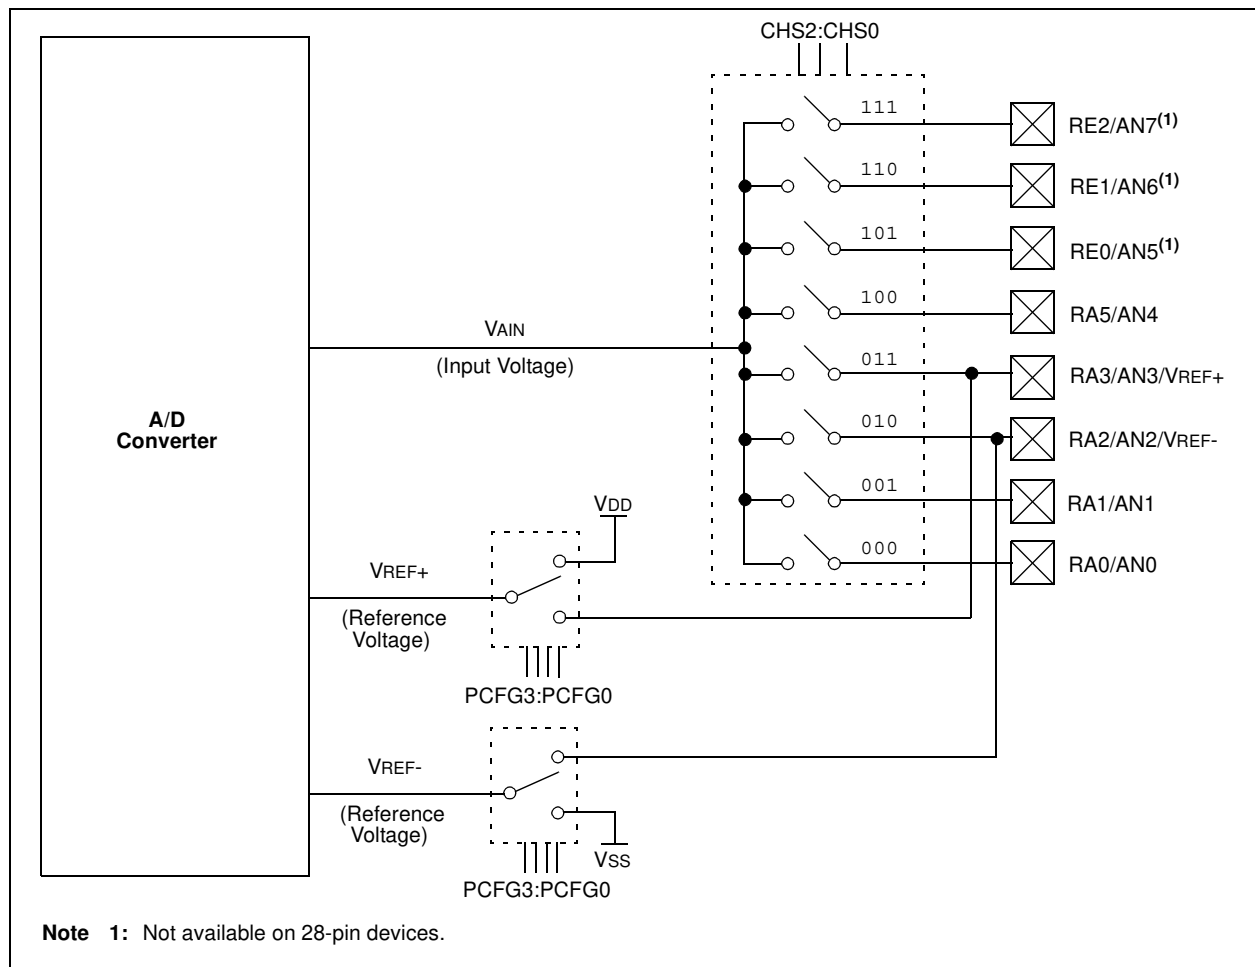 CHS2:CHS0
111
RE2/AN7(1)
110
RE1/AN6(1)
101
RE0/AN5(1)
100
RA5/AN4
VAIN
(Input Voltage)
011
RA3/AN3/VREF+
A/D
Converter
010
RA2/AN2/VREF-
001
RA1/AN1
VDD
000
RA0/AN0
VREF+
(Reference
Voltage)
PCFG3:PCFG0
VREF-
(Reference
Voltage)
VSS
PCFG3:PCFG0
Note 1: Not available on 28-pin devices.